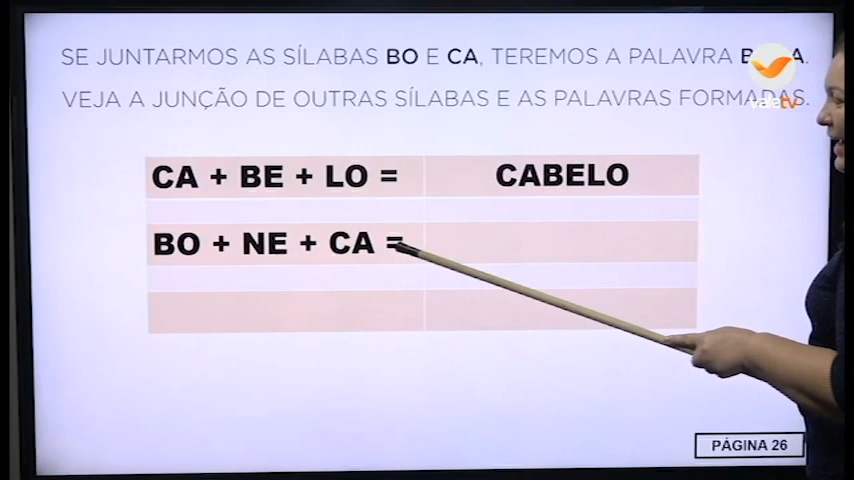 SE JUNTARMOS AS SÍLABAS BO E CA, TEREMOS A PALAVRA
VEJA A JUNÇÃO DE OUTRAS SÍLABAS E AS PALAVRAS FORMADAS.
CA + BE + LO = CABELO
BO + NE + CA =
PÁGINA 26